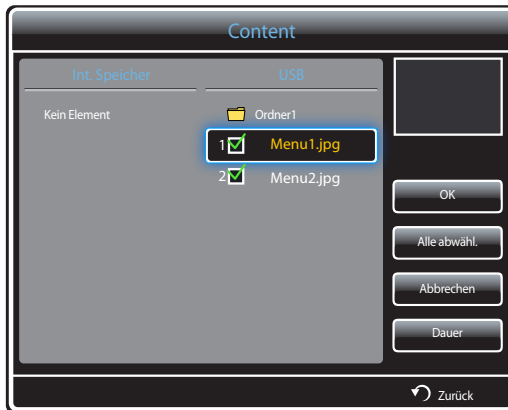 Content
Int. Speicher
USB
Kein Element
Ordner1
1 Menu1.jpg
2 Menu2.jpg
OK
Alle abwähl.
Abbrechen
Dauer
Zurück